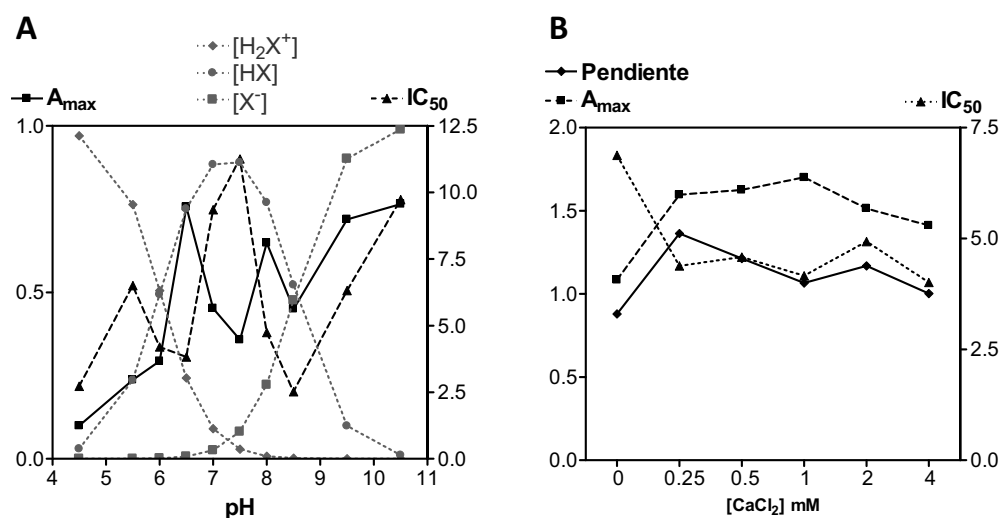 A
[H₂X⁺]
[HX]
[X⁻]
Aₘₐₓ
IC₅₀
1.0
0.5
0.0
12.5
10.0
7.5
5.0
2.5
0.0
4 5 6 7 8 9 10 11
pH
B
Pendiente
Aₘₐₓ
IC₅₀
2.0
1.5
1.0
0.5
0.0
7.5
5.0
2.5
0.0
0 0.25 0.5 1 2 4
[CaCl₂] mM